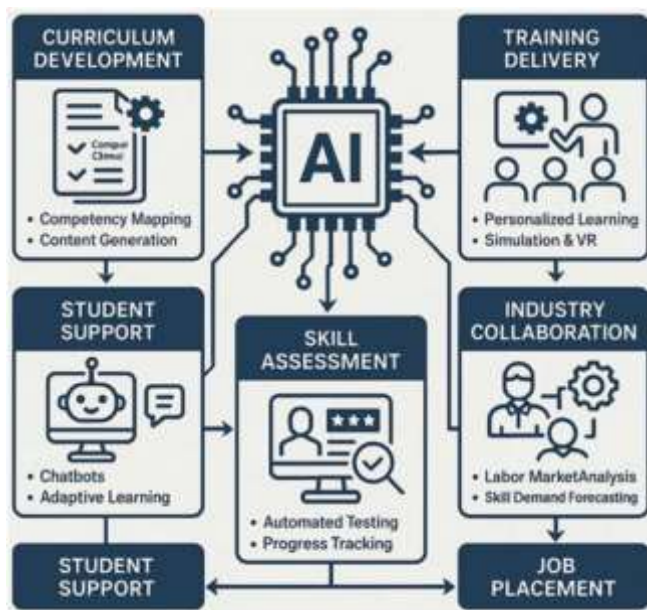 CURRICULUM
DEVELOPMENT
Compur
• Competency Mapping
• Content Generation
AI
TRAINING
DELIVERY
• Personalized Learning
• Simulation & VR
STUDENT
SUPPORT
• Chatbots
• Adaptive Learning
SKILL
ASSESSMENT
• Automated Testing
• Progress Tracking
INDUSTRY
COLLABORATION
• Labor MarketAnalysis
• Skill Demand Forecasting
STUDENT
SUPPORT
JOB
PLACEMENT